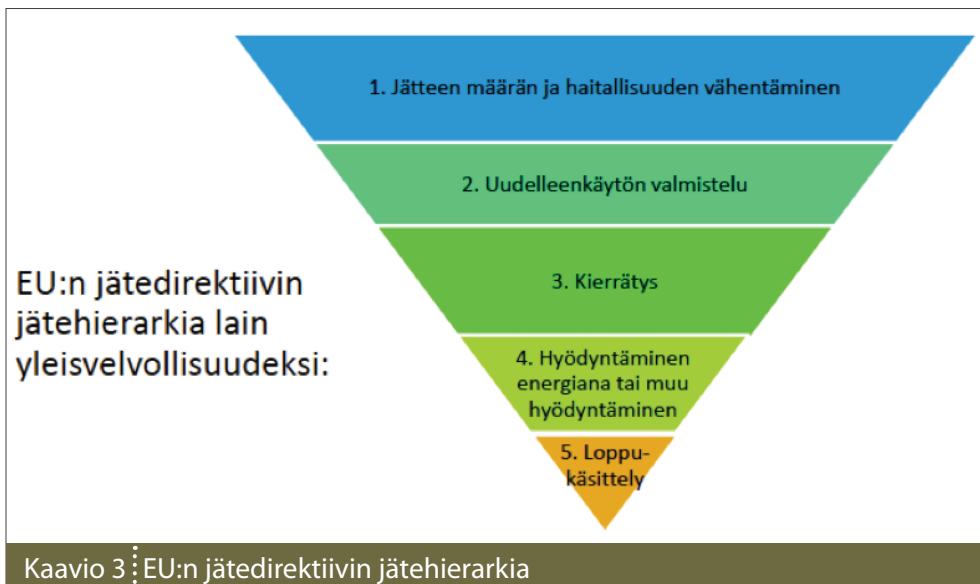 1. Jätteen määrän ja haitallisuuden vähentäminen
2. Uudelleenkäytön valmistelu
3. Kierrätys
4. Hyödyntäminen
energiana tai muu
hyödyntäminen
5. Loppu-
käsittely
EU:n jätedirektiivin
jätehierarkia lain
yleisvelvollisuudeksi:
Kaavio 3 EU:n jätedirektiivin jätehierarkia